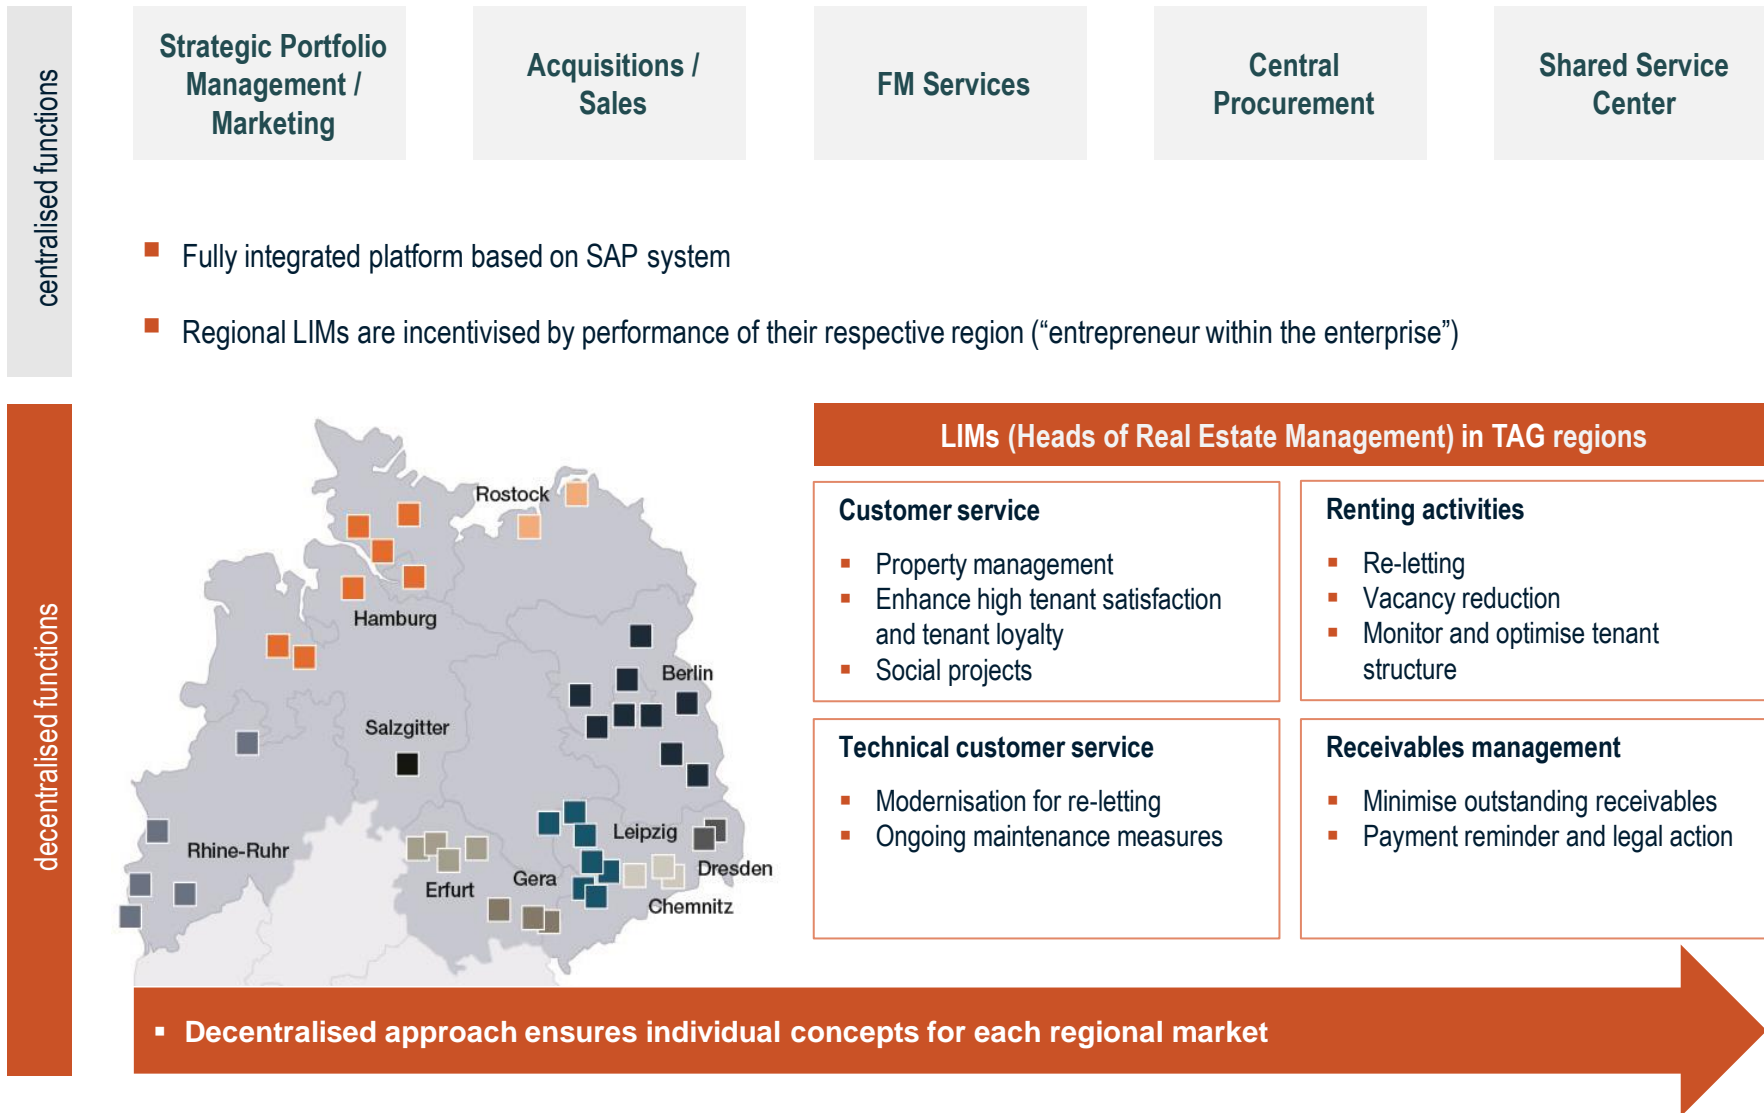 centralised functions
Strategic Portfolio
Management /
Marketing
Acquisitions /
Sales
FM Services
Central
Procurement
Shared Service
Center
▪ Fully integrated platform based on SAP system
▪ Regional LIMs are incentivised by performance of their respective region (“entrepreneur within the enterprise”)
decentralised functions
Rostock
Hamburg
Berlin
Salzgitter
Rhine-Ruhr
Leipzig
Dresden
Erfurt
Gera
Chemnitz
LIMs (Heads of Real Estate Management) in TAG regions
Customer service
▪ Property management
▪ Enhance high tenant satisfaction
and tenant loyalty
▪ Social projects
Renting activities
▪ Re-letting
▪ Vacancy reduction
▪ Monitor and optimise tenant
structure
Technical customer service
▪ Modernisation for re-letting
▪ Ongoing maintenance measures
Receivables management
▪ Minimise outstanding receivables
▪ Payment reminder and legal action
▪ Decentralised approach ensures individual concepts for each regional market